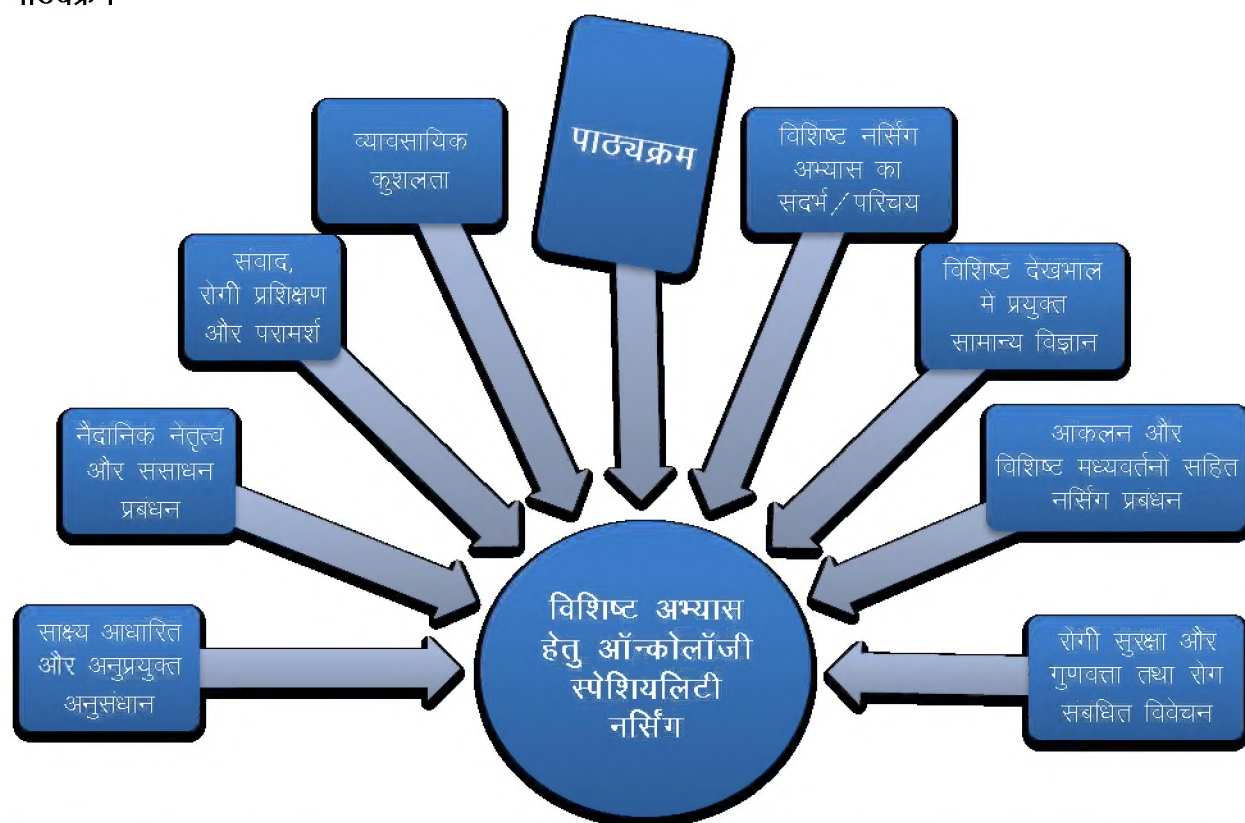 पाठ्यक्रम
पाठ्यक्रम
व्यावसायिक
कुशलता
विशिष्ट नर्सिग
अभ्यास का
संदर्भ/परिचय
संवाद,
रोगी प्रशिक्षण
और परामर्श
विशिष्ट देखभाल
में प्रयुक्त
सामान्य विज्ञान
नैदानिक नेतृत्व
और संसाधन
प्रबंधन
आकलन और
विशिष्ट मध्यवर्तनों सहित
नर्सिग प्रबंधन
साक्ष्य आधारित
और अनुप्रयुक्त
अनुसंधान
रोगी सुरक्षा और
गुणवत्ता तथा रोग
संबधित विवेचन
विशिष्ट अभ्यास
हेतु ऑन्कोलॉजी
स्पेशियलिटी
नर्सिंग